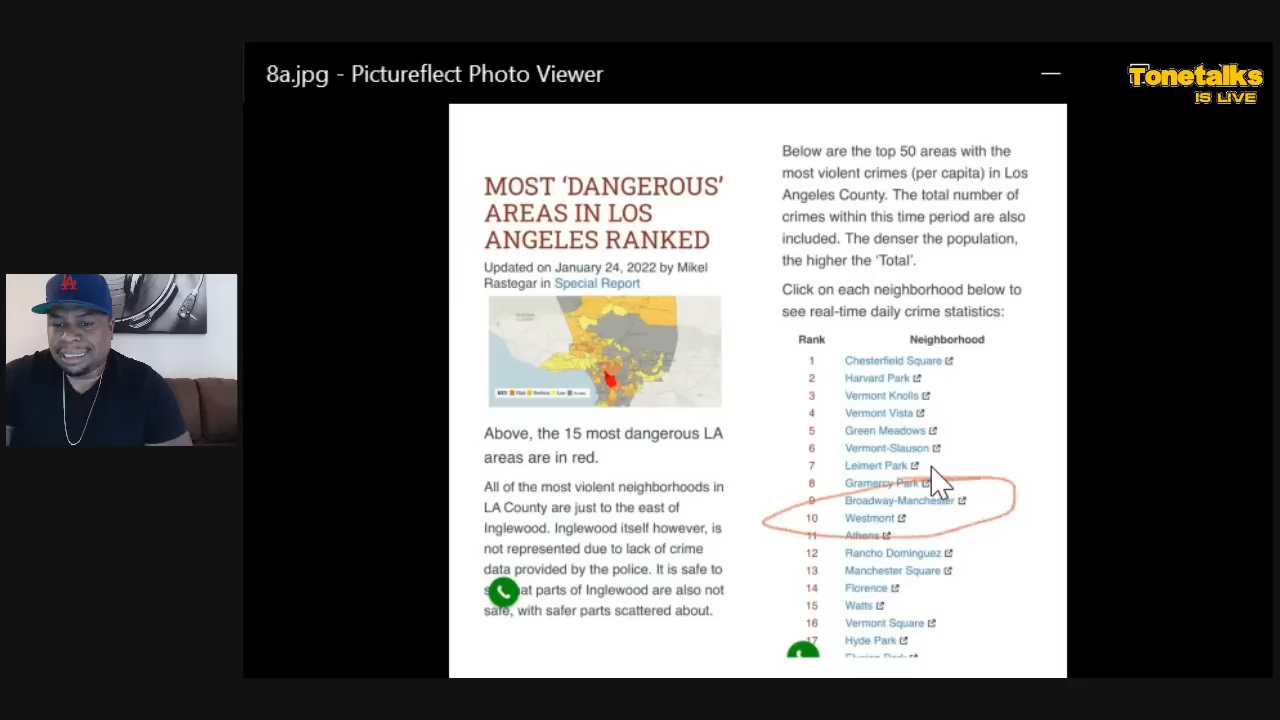 8a.jpg - Pictureflect Photo Viewer
Tonetalks
IS LIVE
LA
MOST ‘DANGEROUS’
AREAS IN LOS
ANGELES RANKED
Updated on January 24, 2022 by Mikel
Rastegar in Special Report
KEY: High
Low
Above, the 15 most dangerous LA
areas are in red.
All of the most violent neighborhoods in
LA County are just to the east of
Inglewood. Inglewood itself however, is
not represented due to lack of crime
data provided by the police. It is safe to
at parts of Inglewood are also not
safe, with safer parts scattered about.
Below are the top 50 areas with the
most violent crimes (per capita) in Los
Angeles County. The total number of
crimes within this time period are also
included. The denser the population,
the higher the ‘Total’.
Click on each neighborhood below to
see real-time daily crime statistics:
Rank Neighborhood
1 Chesterfield Square
2 Harvard Park
3 Vermont Knolls
4 Vermont Vista
5 Green Meadows
6 Vermont-Slauson
7 Leimert Park
8 Gramercy Park
9 Broadway-Manchester
10 Westmont
11 Athens
12 Rancho Dominguez
13 Manchester Square
14 Florence
15 Watts
16 Vermont Square
17 Hyde Park